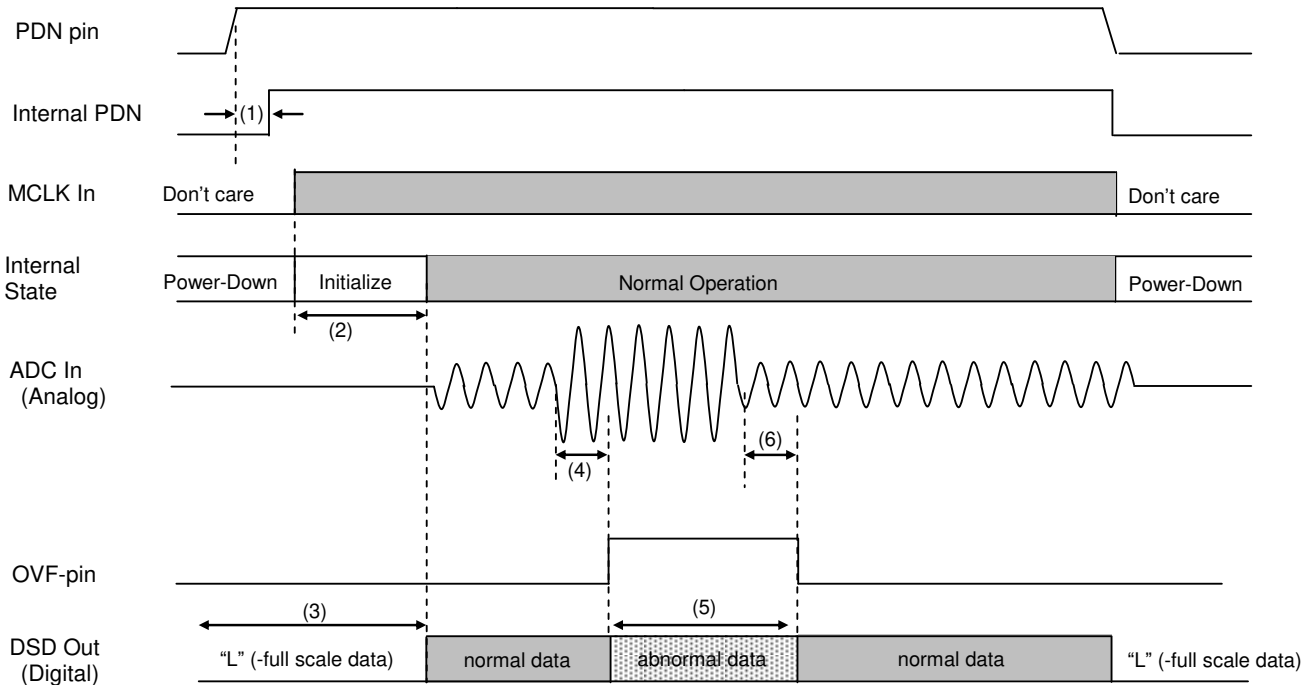 PDN pin
Internal PDN
(1)
MCLK In
Don't care
Don't care
Internal
State
Power-Down
Initialize
Normal Operation
Power-Down
(2)
ADC In
(Analog)
(4)
(6)
OVF-pin
(3)
(5)
DSD Out
(Digital)
“L” (-full scale data)
normal data
abnormal data
normal data
“L” (-full scale data)